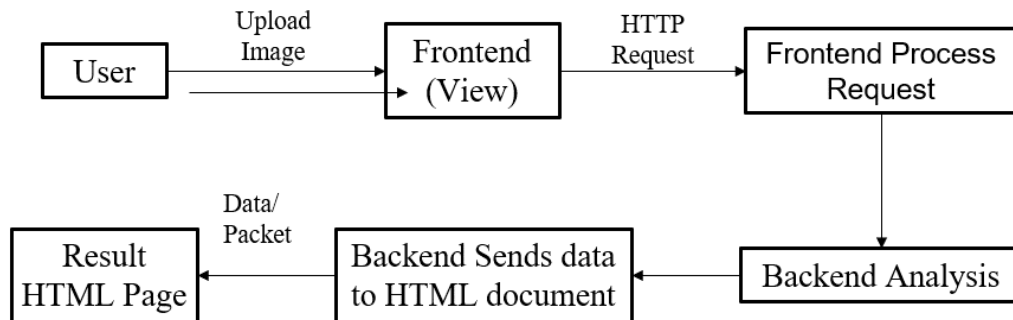 User
Upload
Image
Frontend
(View)
HTTP
Request
Frontend Process
Request
Backend Analysis
Backend Sends data
to HTML document
Data/
Packet
Result
HTML Page